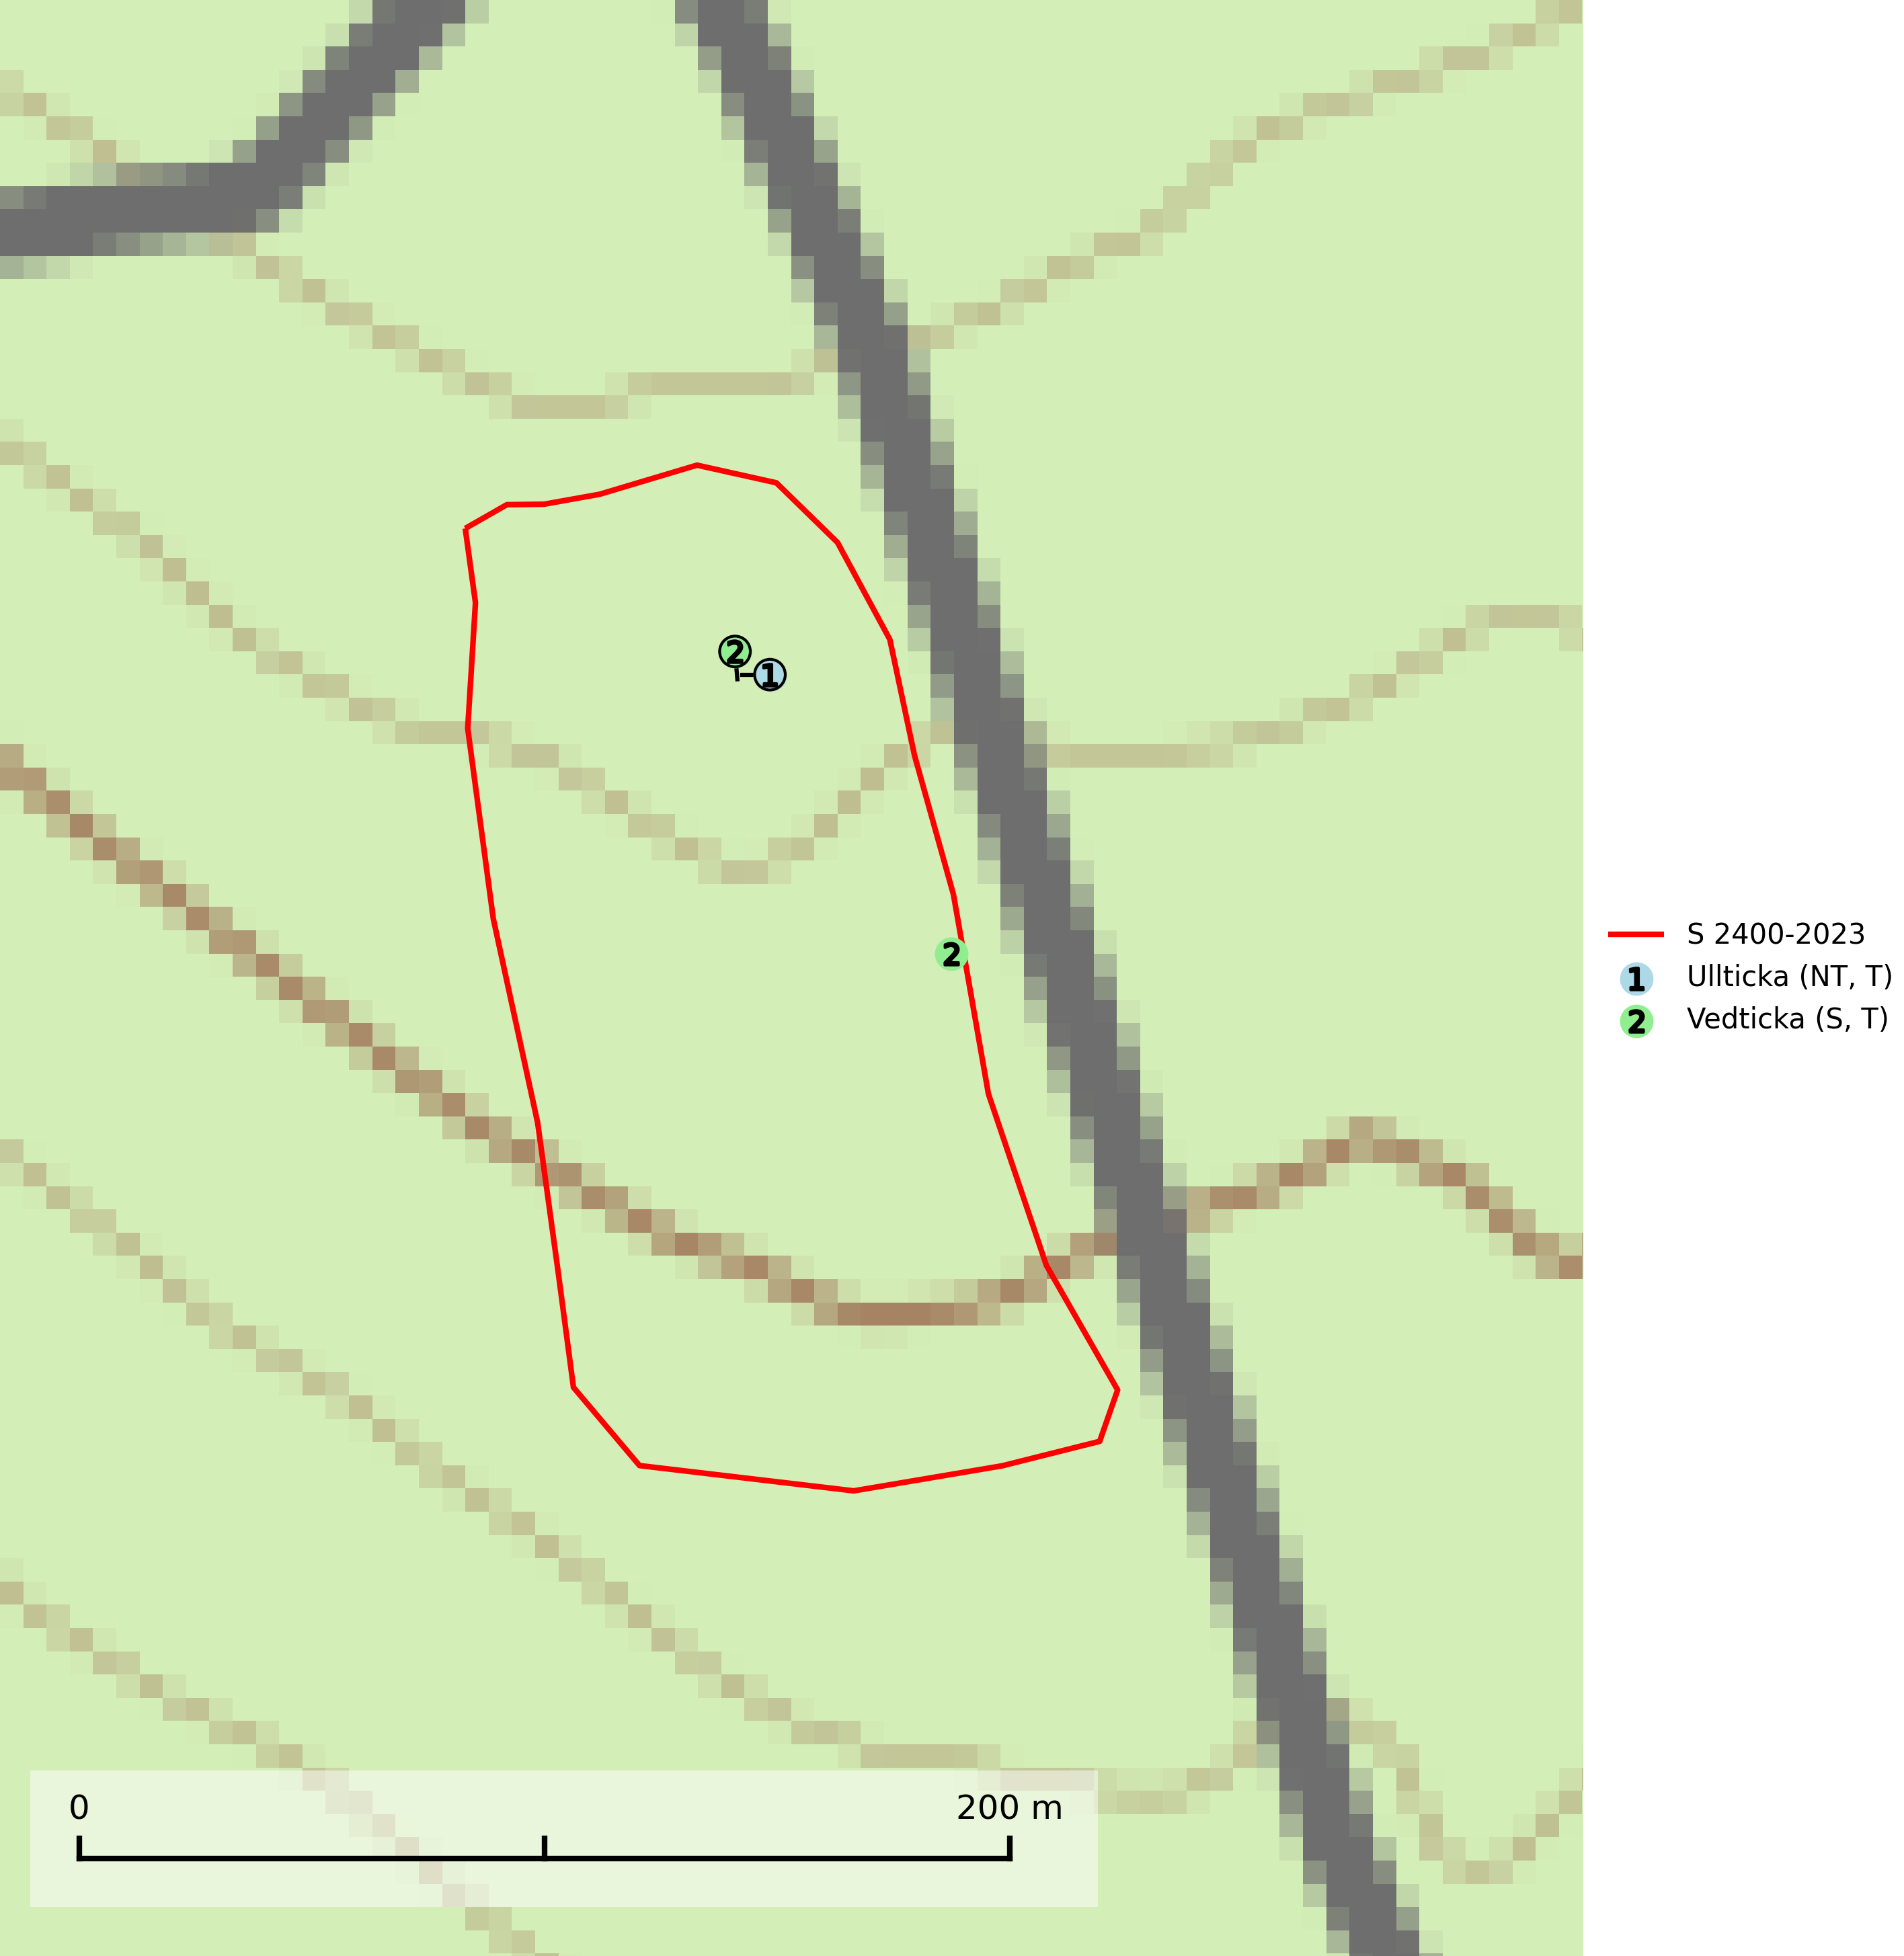 2
1
2
S 2400-2023
1 Ullticka (NT, T)
2 Vedticka (S, T)
0 200 m